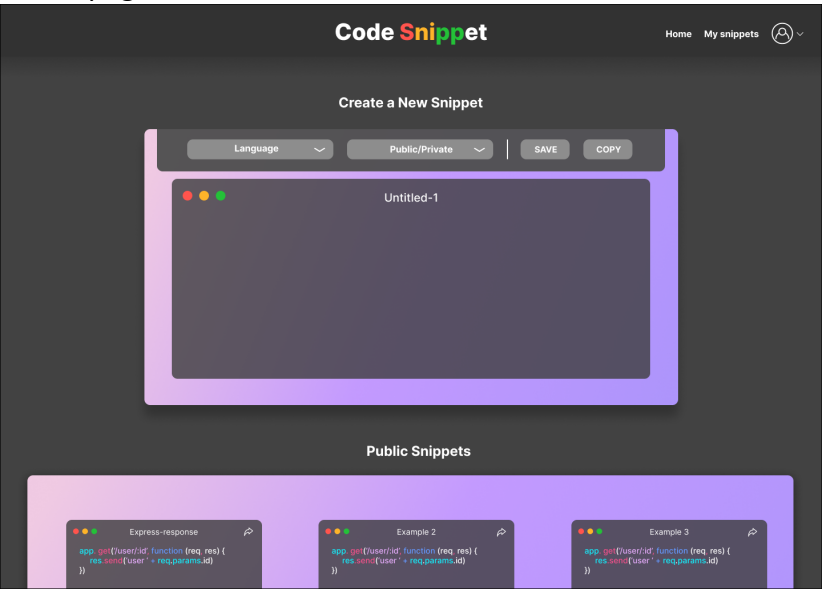 Code Snippet
Home My snippets
Create a New Snippet
Language Public/Private SAVE COPY
Untitled-1
Public Snippets
Express-response
app. get('/user/:id', function (req, res) {
res.send('user ' + req.params.id)
})
Example 2
app. get('/user/:id', function (req, res) {
res.send('user ' + req.params.id)
})
Example 3
app. get('/user/:id', function (req, res) {
res.send('user ' + req.params.id)
})